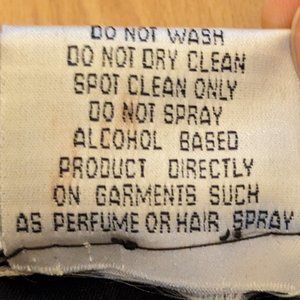 DO NOT WASH
DO NOT DRY CLEAN
SPOT CLEAN ONLY
DO NOT SPRAY
ALCOHOL BASED
PRODUCT DIRECTLY
ON GARMENTS SUCH
AS PERFUME OR HAIR SPRAY